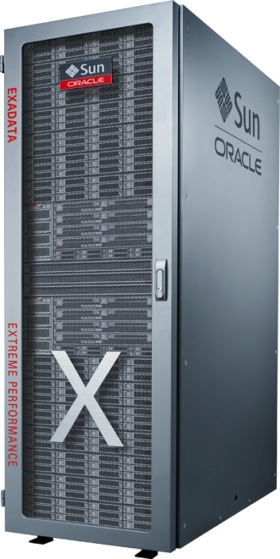 Sun
ORACLE
EXADATA
EXTREME PERFORMANCE
X
Sun
ORACLE